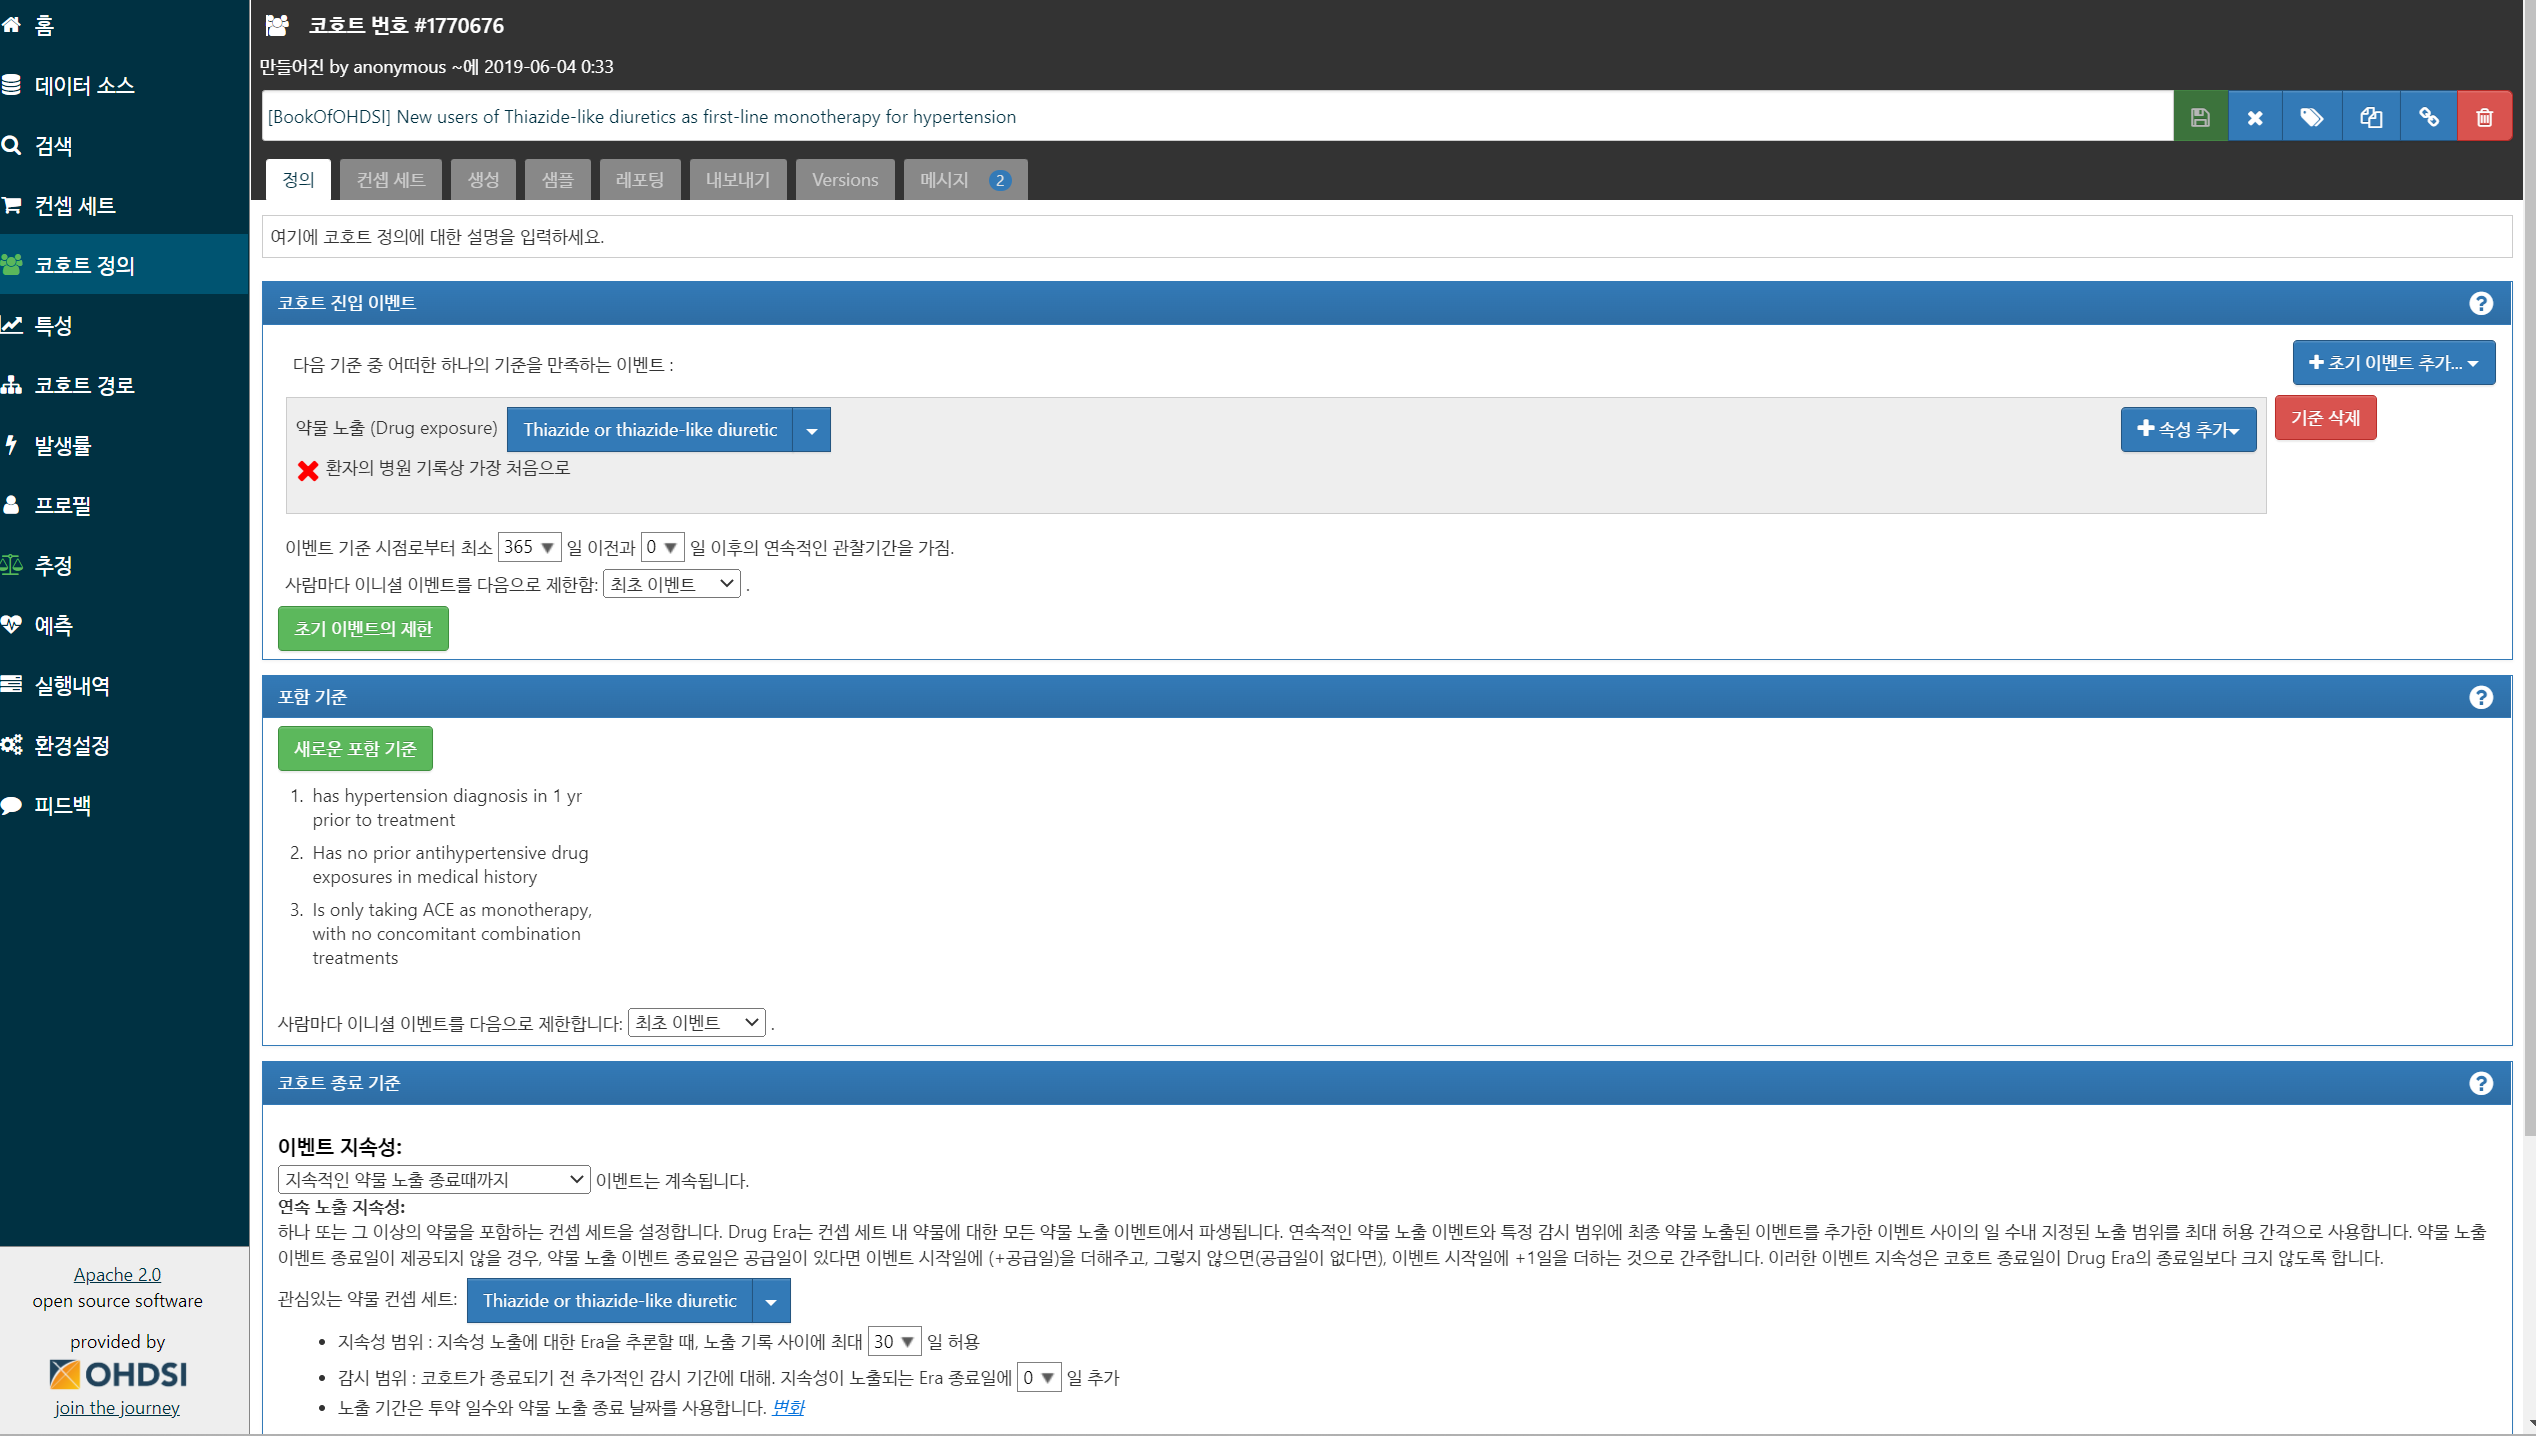 홈
데이터 소스
검색
컨셉 세트
코호트 정의
특성
코호트 경로
발생률
프로필
추정
예측
실행내역
환경설정
피드백
Apache 2.0
open source software
provided by
OHDSI
join the journey
코호트 번호 #1770676
만들어진 by anonymous ~에 2019-06-04 0:33
[BookOfOHDSI] New users of Thiazide-like diuretics as first-line monotherapy for hypertension
정의 컨셉 세트 생성 샘플 레포팅 내보내기 Versions 메시지 2
여기에 코호트 정의에 대한 설명을 입력하세요.
코호트 진입 이벤트 ?
다음 기준 중 어떠한 하나의 기준을 만족하는 이벤트 :
초기 이벤트 추가...
약물 노출 (Drug exposure) Thiazide or thiazide-like diuretic 속성 추가 기준 삭제
환자의 병원 기록상 가장 처음으로
이벤트 기준 시점로부터 최소 365 ▼ 일 이전과 0 ▼ 일 이후의 연속적인 관찰기간을 가짐.
사람마다 이니셜 이벤트를 다음으로 제한함: 최초 이벤트 .
초기 이벤트의 제한
포함 기준 ?
새로운 포함 기준
1. has hypertension diagnosis in 1 yr
prior to treatment
2. Has no prior antihypertensive drug
exposures in medical history
3. Is only taking ACE as monotherapy,
with no concomitant combination
treatments
사람마다 이니셜 이벤트를 다음으로 제한합니다: 최초 이벤트 .
코호트 종료 기준 ?
이벤트 지속성:
지속적인 약물 노출 종료때까지 이벤트는 계속됩니다.
연속 노출 지속성:
하나 또는 그 이상의 약물을 포함하는 컨셉 세트을 설정합니다. Drug Era는 컨셉 세트 내 약물에 대한 모든 약물 노출 이벤트에서 파생됩니다. 연속적인 약물 노출 이벤트와 특정 감시 범위에 최종 약물 노출된 이벤트를 추가한 이벤트 사이의 일 수내 지정된 노출 범위를 최대 허용 간격으로 사용합니다. 약물 노출
이벤트 종료일이 제공되지 않을 경우, 약물 노출 이벤트 종료일은 공급일이 있다면 이벤트 시작일에 (+공급일)을 더해주고, 그렇지 않으면(공급일이 없다면), 이벤트 시작일에 +1일을 더하는 것으로 간주합니다. 이러한 이벤트 지속성은 코호트 종료일이 Drug Era의 종료일보다 크지 않도록 합니다.
관심있는 약물 컨셉 세트: Thiazide or thiazide-like diuretic
• 지속성 범위 : 지속성 노출에 대한 Era을 추론할 때, 노출 기록 사이에 최대 30 ▼ 일 허용
• 감시 범위 : 코호트가 종료되기 전 추가적인 감시 기간에 대해. 지속성이 노출되는 Era 종료일에 0 ▼ 일 추가
• 노출 기간은 투약 일수와 약물 노출 종료 날짜를 사용합니다. 변화